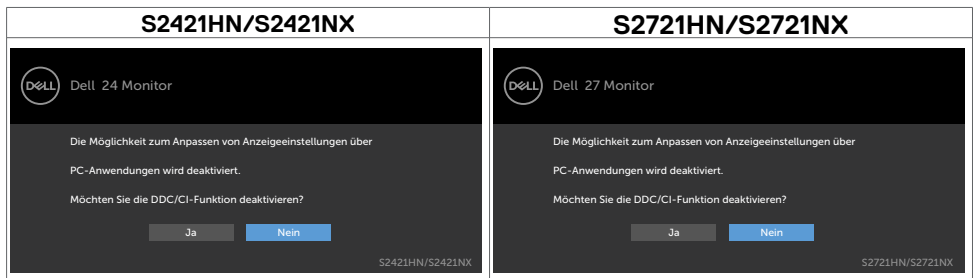 S2421HN/S2421NX
DELL Dell 24 Monitor
Die Möglichkeit zum Anpassen von Anzeigeeinstellungen über
PC-Anwendungen wird deaktiviert.
Möchten Sie die DDC/CI-Funktion deaktivieren?
Ja Nein
S2421HN/S2421NX
S2721HN/S2721NX
DELL Dell 27 Monitor
Die Möglichkeit zum Anpassen von Anzeigeeinstellungen über
PC-Anwendungen wird deaktiviert.
Möchten Sie die DDC/CI-Funktion deaktivieren?
Ja Nein
S2721HN/S2721NX